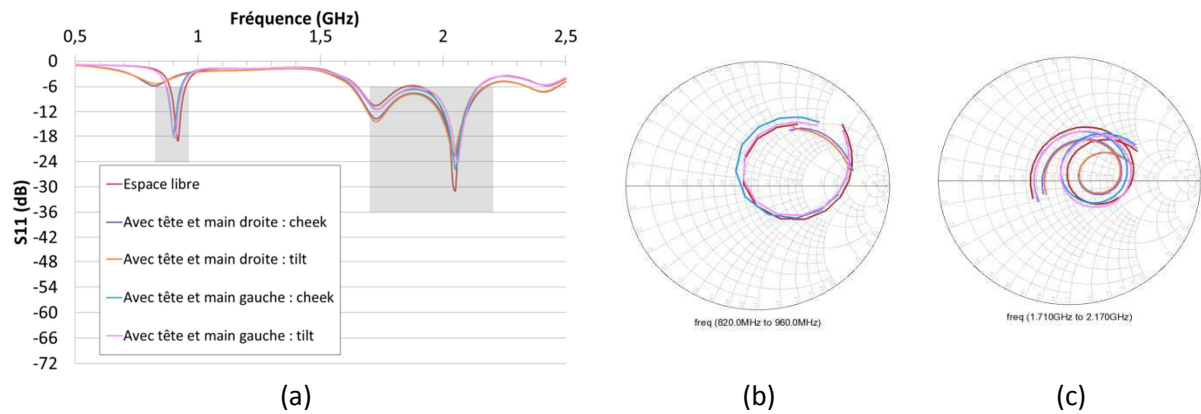 Fréquence (GHz)
0,5 1 1,5 2 2,5
0
-6
-12
-18
-24
-30
-36
-42
-48
-54
-60
-66
-72
S11 (dB)
Espace libre
Avec tête et main droite : cheek
Avec tête et main droite : tilt
Avec tête et main gauche : cheek
Avec tête et main gauche : tilt
freq (820.0MHz to 960.0MHz)
freq (1.710GHz to 2.170GHz)
(a) (b) (c)